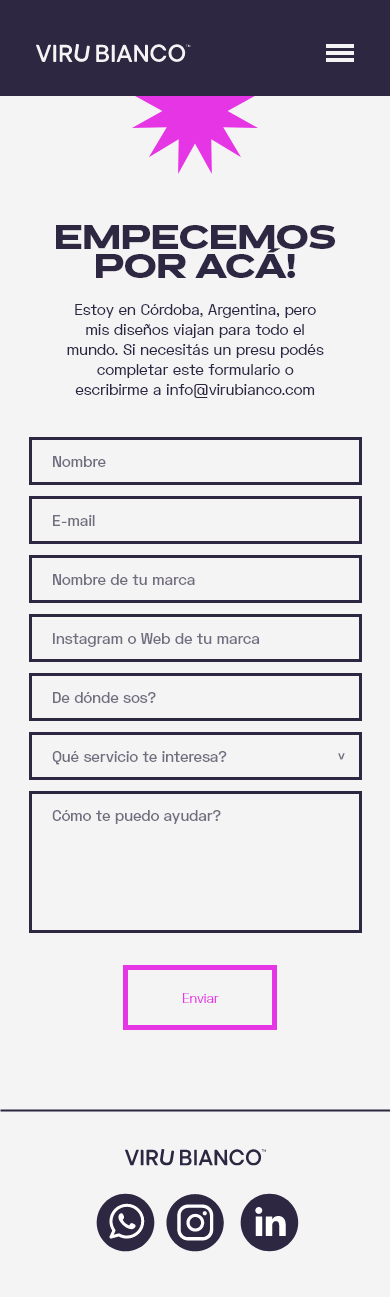 VIRU BIANCO™
EMPECEMOS
POR ACÁ!
Estoy en Córdoba, Argentina, pero
mis diseños viajan para todo el
mundo. Si necesitás un presu podés
completar este formulario o
escribirme a info@virubianco.com
Nombre
E-mail
Nombre de tu marca
Instagram o Web de tu marca
De dónde sos?
Qué servicio te interesa?
Cómo te puedo ayudar?
Enviar
VIRU BIANCO™
in